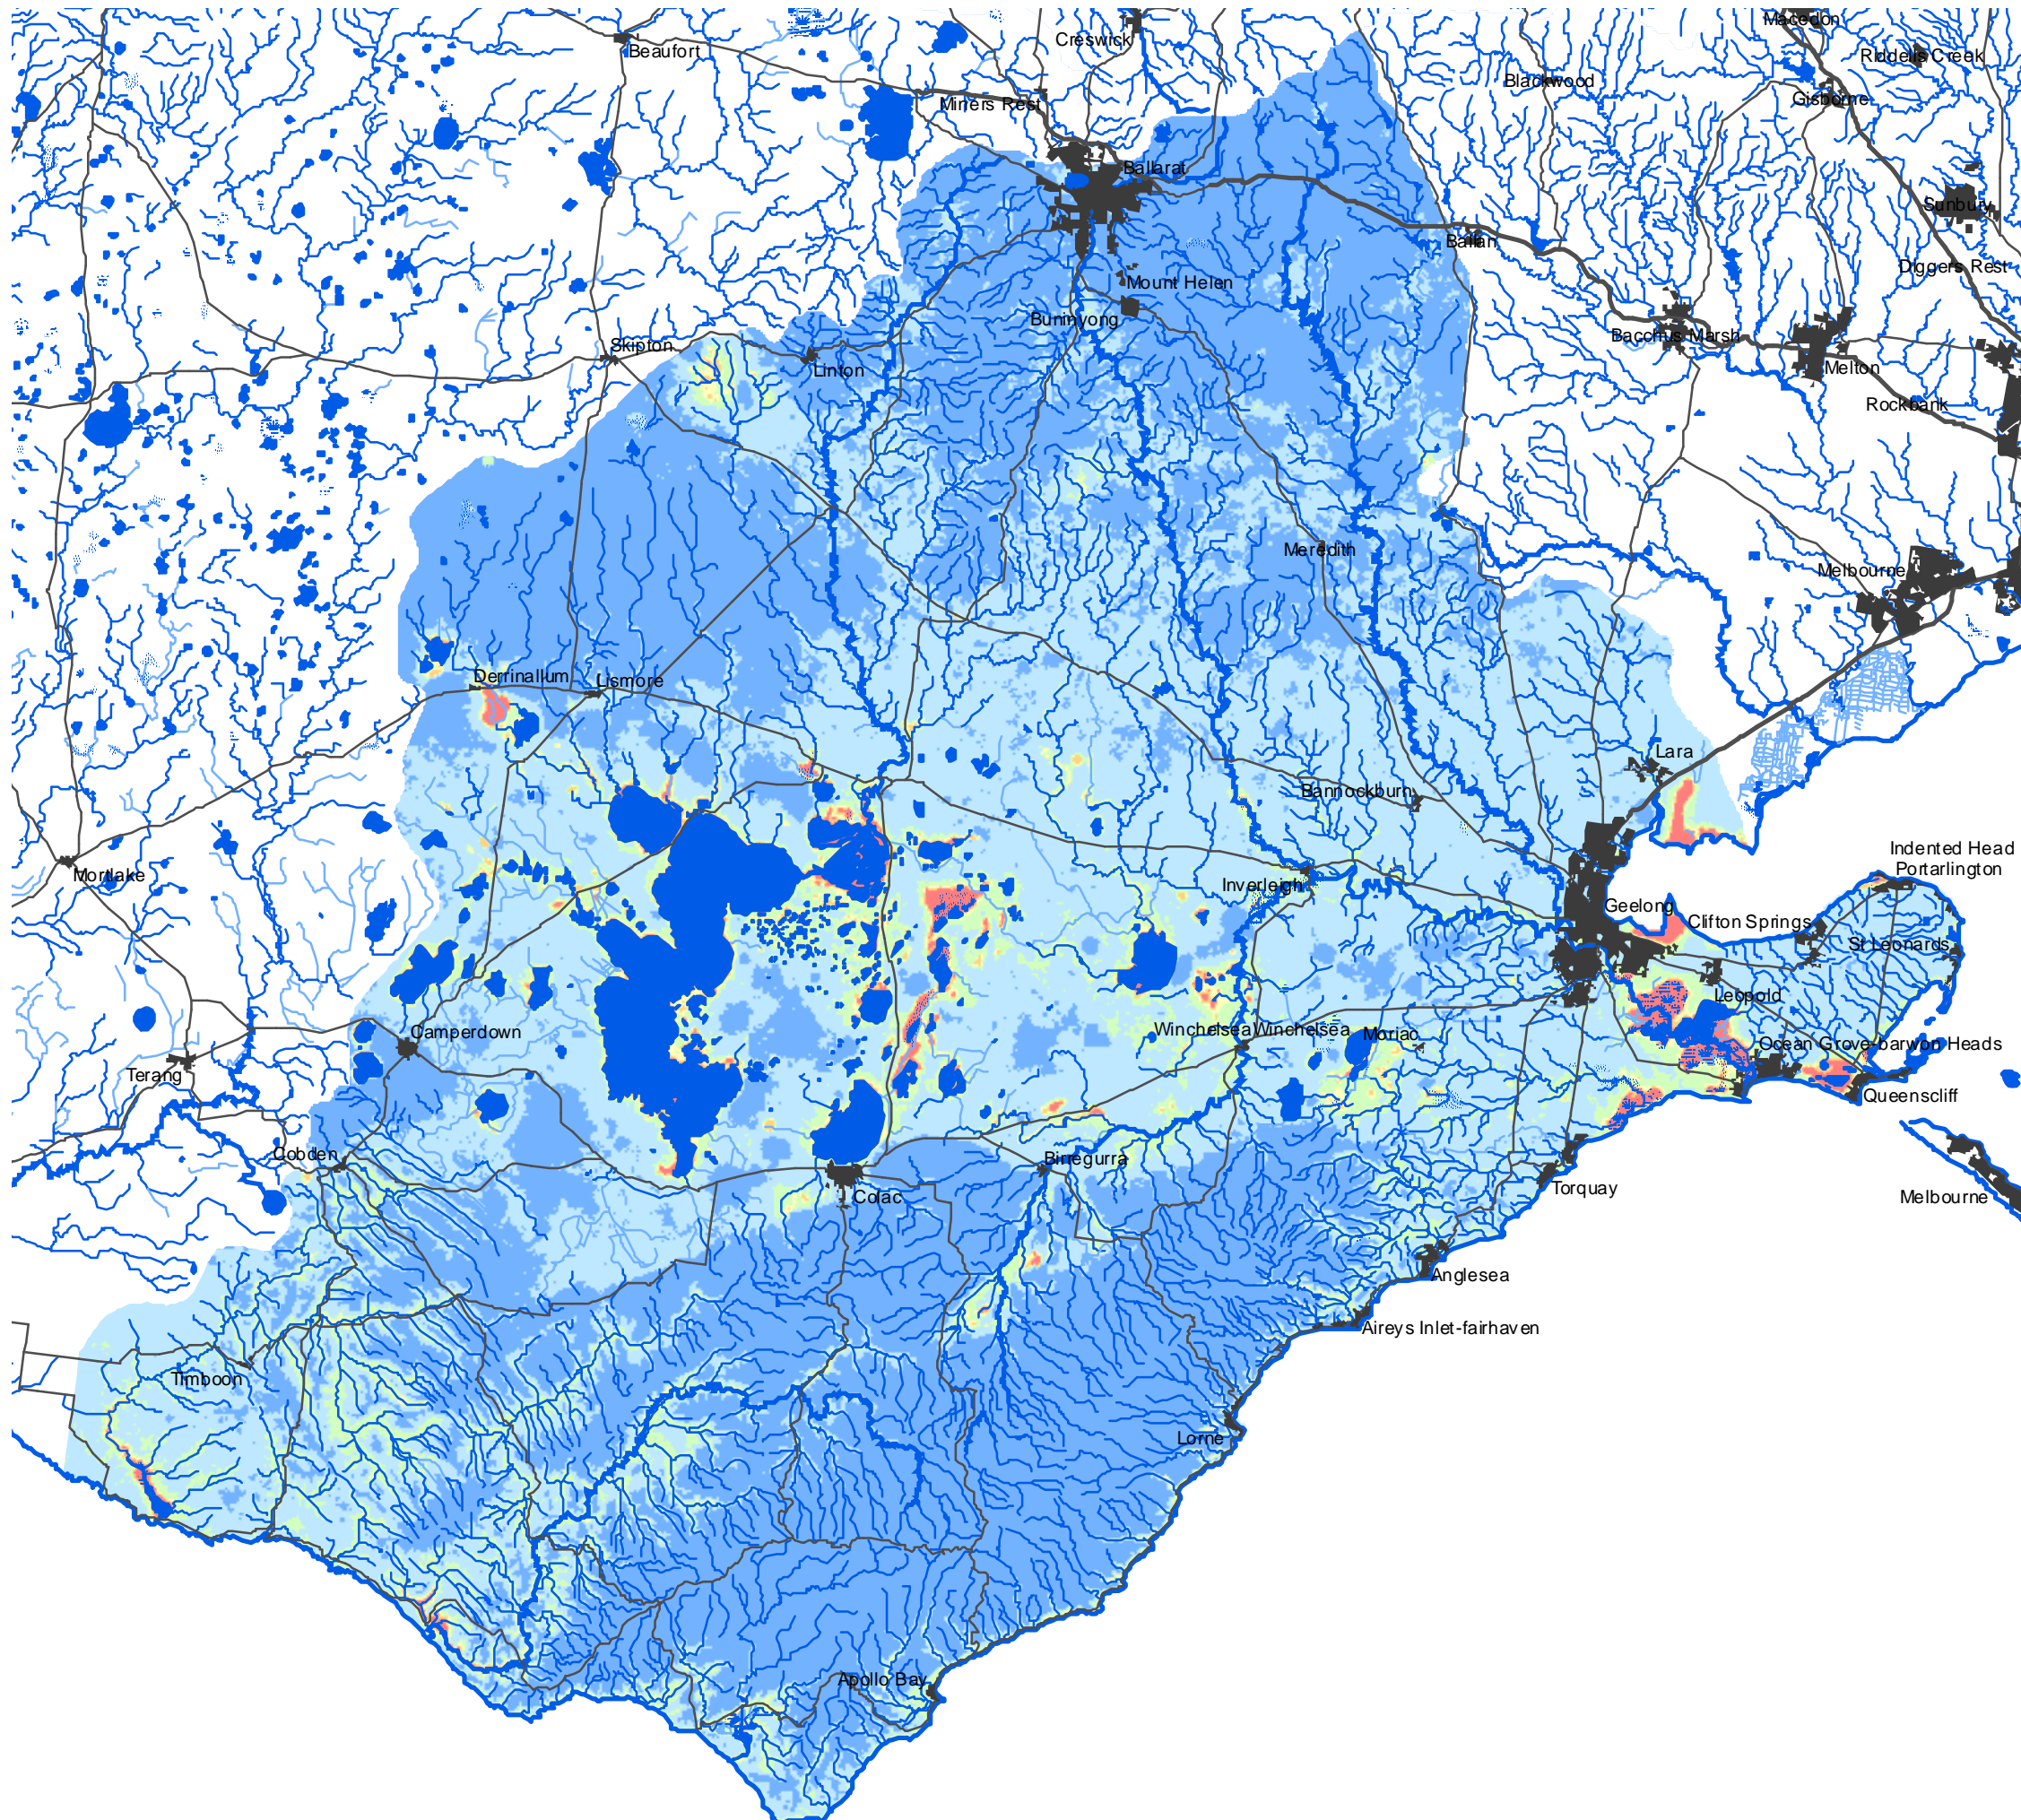 Macedon
Creswick
Beaufort
Riddells Creek
Blackwood
Gisborne
Miners Rest
Ballarat
Sunbury
Ballan
Diggers Rest
Mount Helen
Buninyong
Bacchus Marsh
Skipton
Linton
Melton
Rockbank
Meredith
Melbourne
Derrinallum
Lismore
Lara
Bannockburn
Indented Head
Portarlington
Mortlake
Inverleigh
Geelong
Clifton Springs
St Leonards
Leopold
Camperdown
Winchelsea
Winchelsea
Moriac
Ocean Grove-barwon Heads
Terang
Queenscliff
Cobden
Birregurra
Colac
Torquay
Melbourne
Anglesea
Aireys Inlet-fairhaven
Timboon
Lorne
Apollo Bay